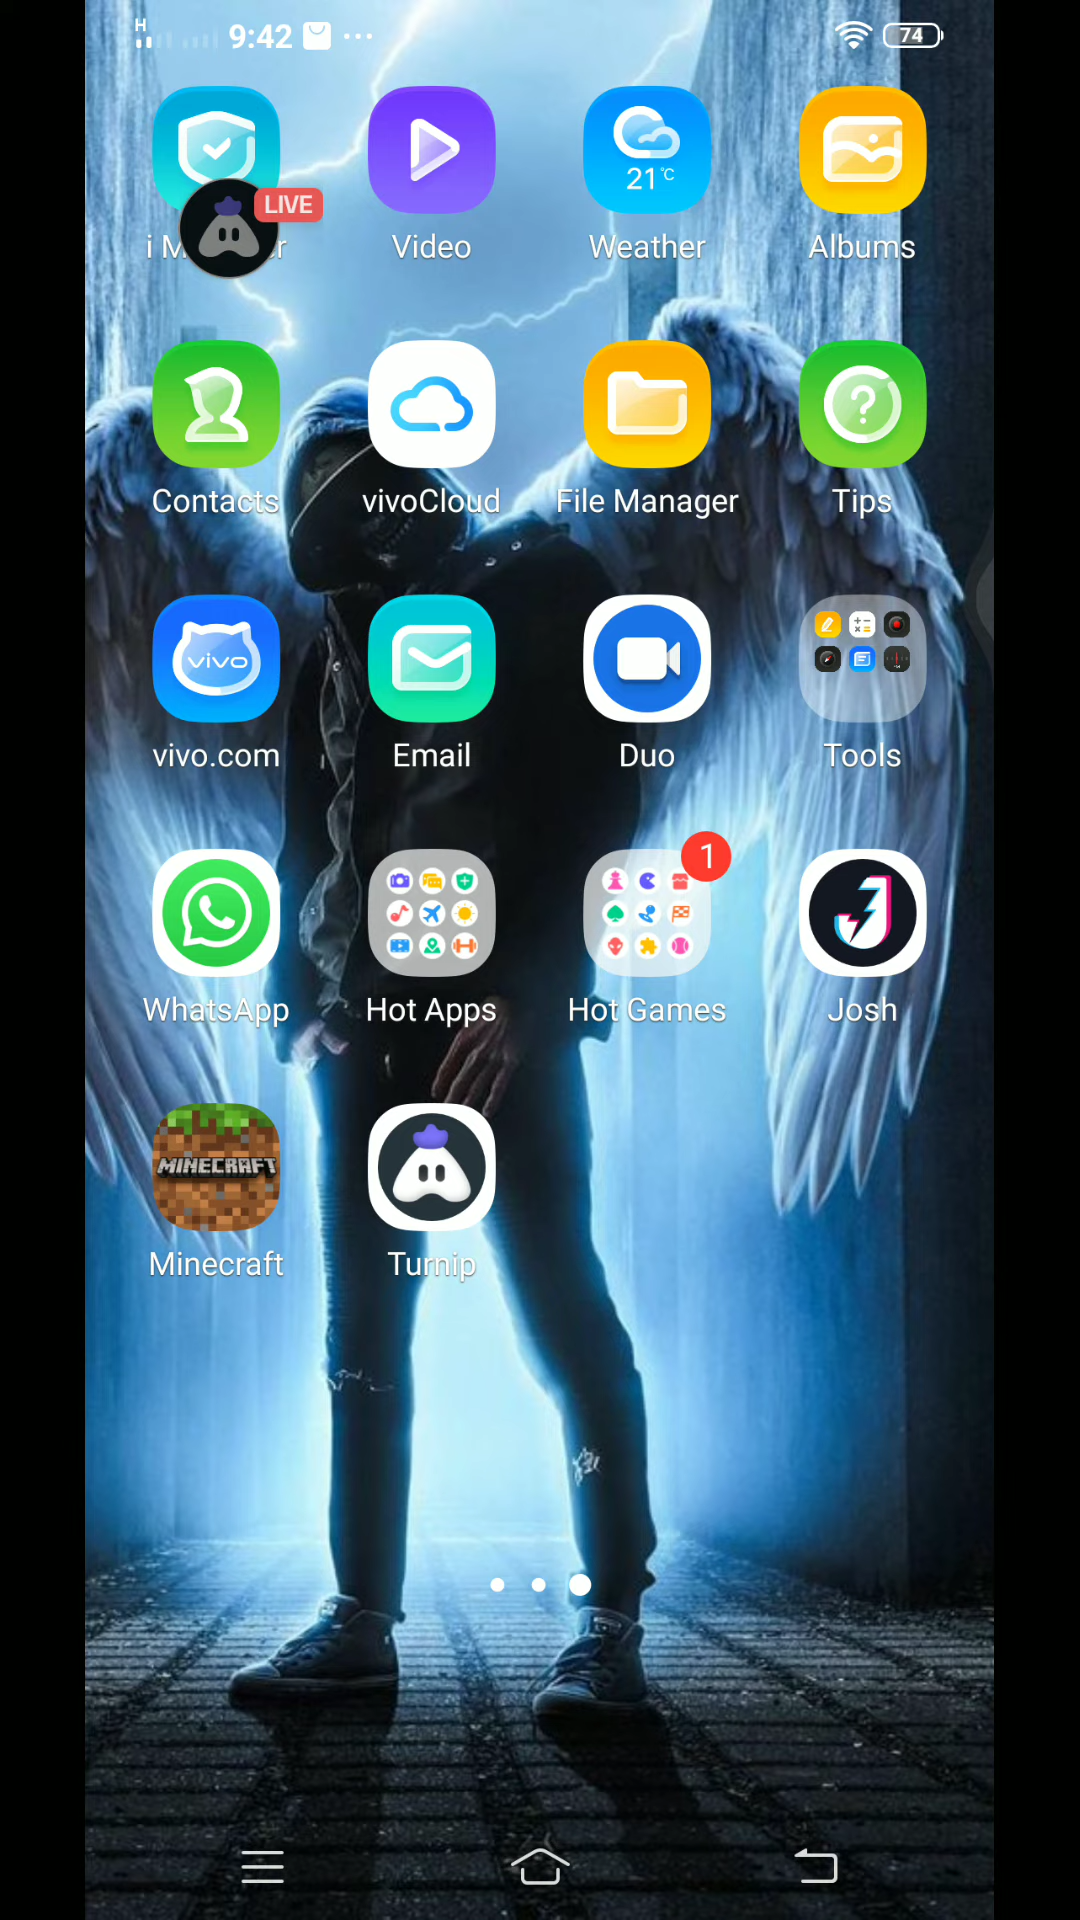 H
9:42
74
21°C
LIVE
Video
Weather
Albums
Contacts
vivoCloud
File Manager
Tips
vivo
vivo.com
Email
Duo
Tools
1
WhatsApp
Hot Apps
Hot Games
Josh
MINECRAFT
Minecraft
Turnip